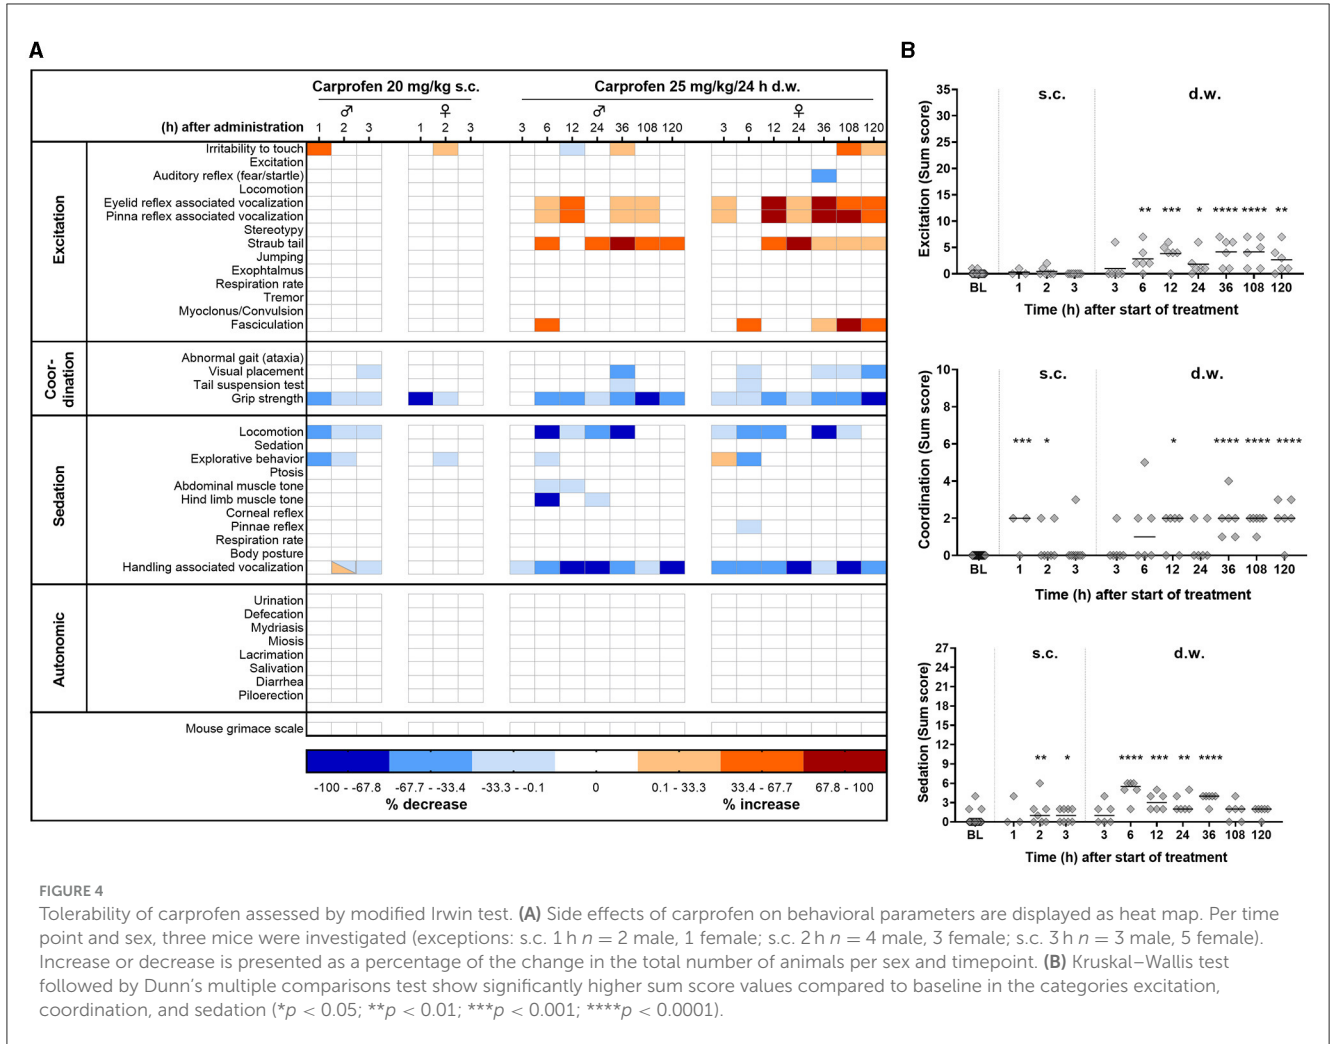 A
Carprofen 20 mg/kg s.c. Carprofen 25 mg/kg/24 h d.w.
♂ ♀ ♂ ♀
(h) after administration 1 2 3 1 2 3 3 6 12 24 36 108 120 3 6 12 24 36 108 120
Excitation
Irritability to touch
Excitation
Auditory reflex (fear/startle)
Locomotion
Eyelid reflex associated vocalization
Pinna reflex associated vocalization
Stereotypy
Straub tail
Jumping
Exophtalmus
Respiration rate
Tremor
Myoclonus/Convulsion
Fasciculation
Coor-
dination
Abnormal gait (ataxia)
Visual placement
Tail suspension test
Grip strength
Sedation
Locomotion
Sedation
Explorative behavior
Ptosis
Abdominal muscle tone
Hind limb muscle tone
Corneal reflex
Pinnae reflex
Respiration rate
Body posture
Handling associated vocalization
Autonomic
Urination
Defecation
Mydriasis
Miosis
Lacrimation
Salivation
Diarrhea
Piloerection
Mouse grimace scale
-100 - -67.8 -67.7 - -33.4 -33.3 - -0.1 0 0.1 - 33.3 33.4 - 67.7 67.8 - 100
% decrease % increase
B
Excitation (Sum score)
35
30
25
20
15
10
5
0
s.c. d.w.
** *** * **** **** **
BL 1 2 3 3 6 12 24 36 108 120
Time (h) after start of treatment
Coordination (Sum score)
10
8
6
4
2
0
s.c. d.w.
*** * * **** **** ****
BL 1 2 3 3 6 12 24 36 108 120
Time (h) after start of treatment
Sedation (Sum score)
27
24
21
18
15
12
9
6
3
0
s.c. d.w.
** * **** *** ** ****
BL 1 2 3 3 6 12 24 36 108 120
Time (h) after start of treatment
FIGURE 4
Tolerability of carprofen assessed by modified Irwin test. (A) Side effects of carprofen on behavioral parameters are displayed as heat map. Per time
point and sex, three mice were investigated (exceptions: s.c. 1 h n = 2 male, 1 female; s.c. 2 h n = 4 male, 3 female; s.c. 3 h n = 3 male, 5 female).
Increase or decrease is presented as a percentage of the change in the total number of animals per sex and timepoint. (B) Kruskal–Wallis test
followed by Dunn's multiple comparisons test show significantly higher sum score values compared to baseline in the categories excitation,
coordination, and sedation (*p < 0.05; **p < 0.01; ***p < 0.001; ****p < 0.0001).